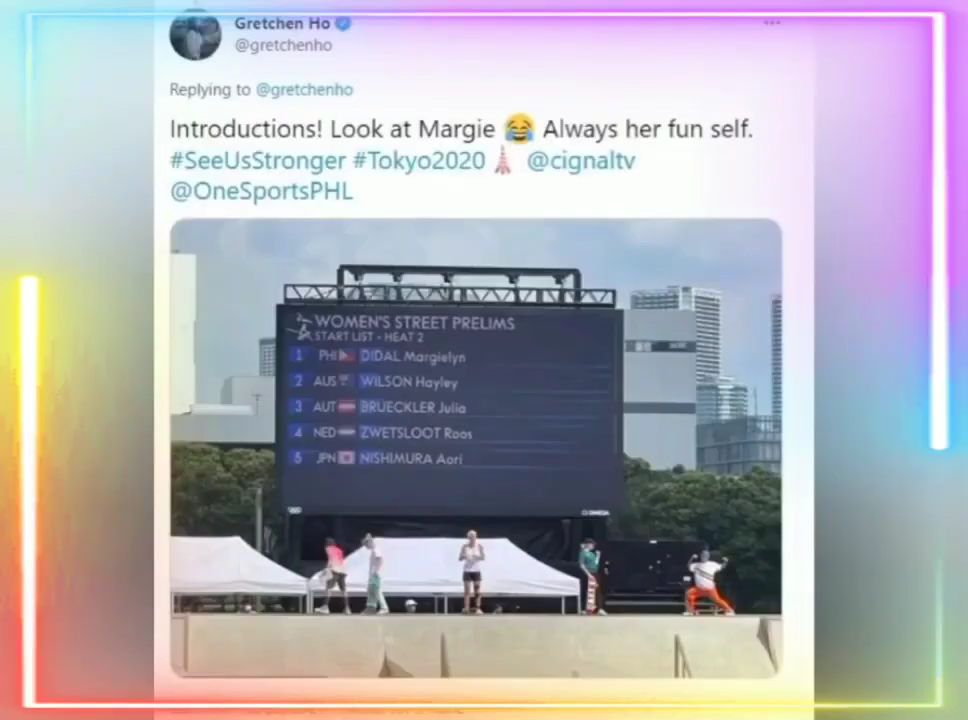 Gretchen Ho
@gretchenho
Replying to @gretchenho
Introductions! Look at Margie 😂 Always her fun self.
#SeeUsStronger #Tokyo2020🗼 @cignaltv
@OneSportsPHL
WOMEN'S STREET PRELIMS
START LIST - HEAT 2
1 PHI DIDAL Margielyn
2 AUS WILSON Hayley
3 AUT BRUECKLER Julia
4 NED ZWETSLOOT Roos
5 JPN NISHIMURA Aori
OMEGA